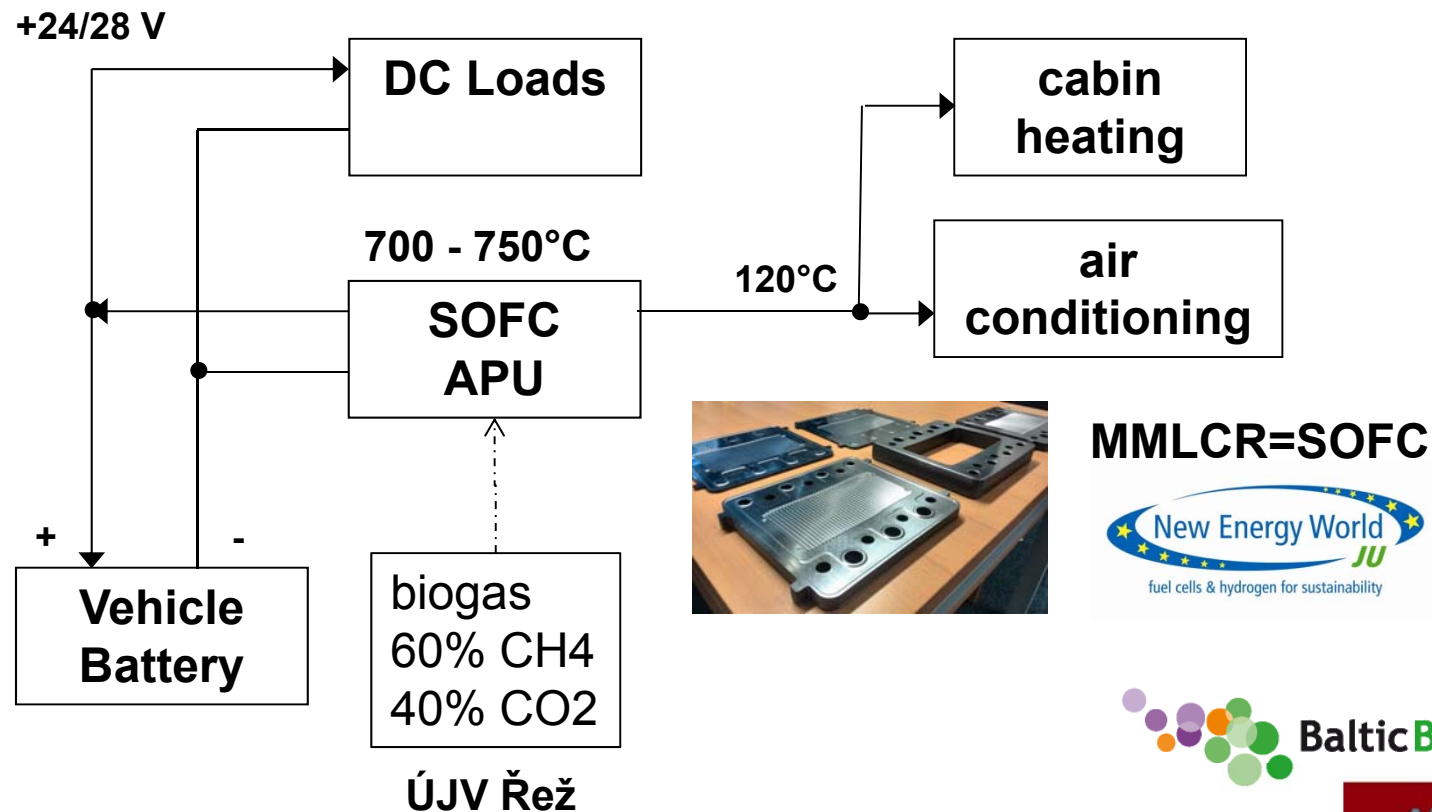 +24/28 V
DC Loads
cabin
heating
700 - 750°C
SOFC
APU
120°C
air
conditioning
+
-
Vehicle
Battery
biogas
60% CH4
40% CO2
ÚJV Řež
MMLCR=SOFC
New Energy World
JU
fuel cells & hydrogen for sustainability
BalticB